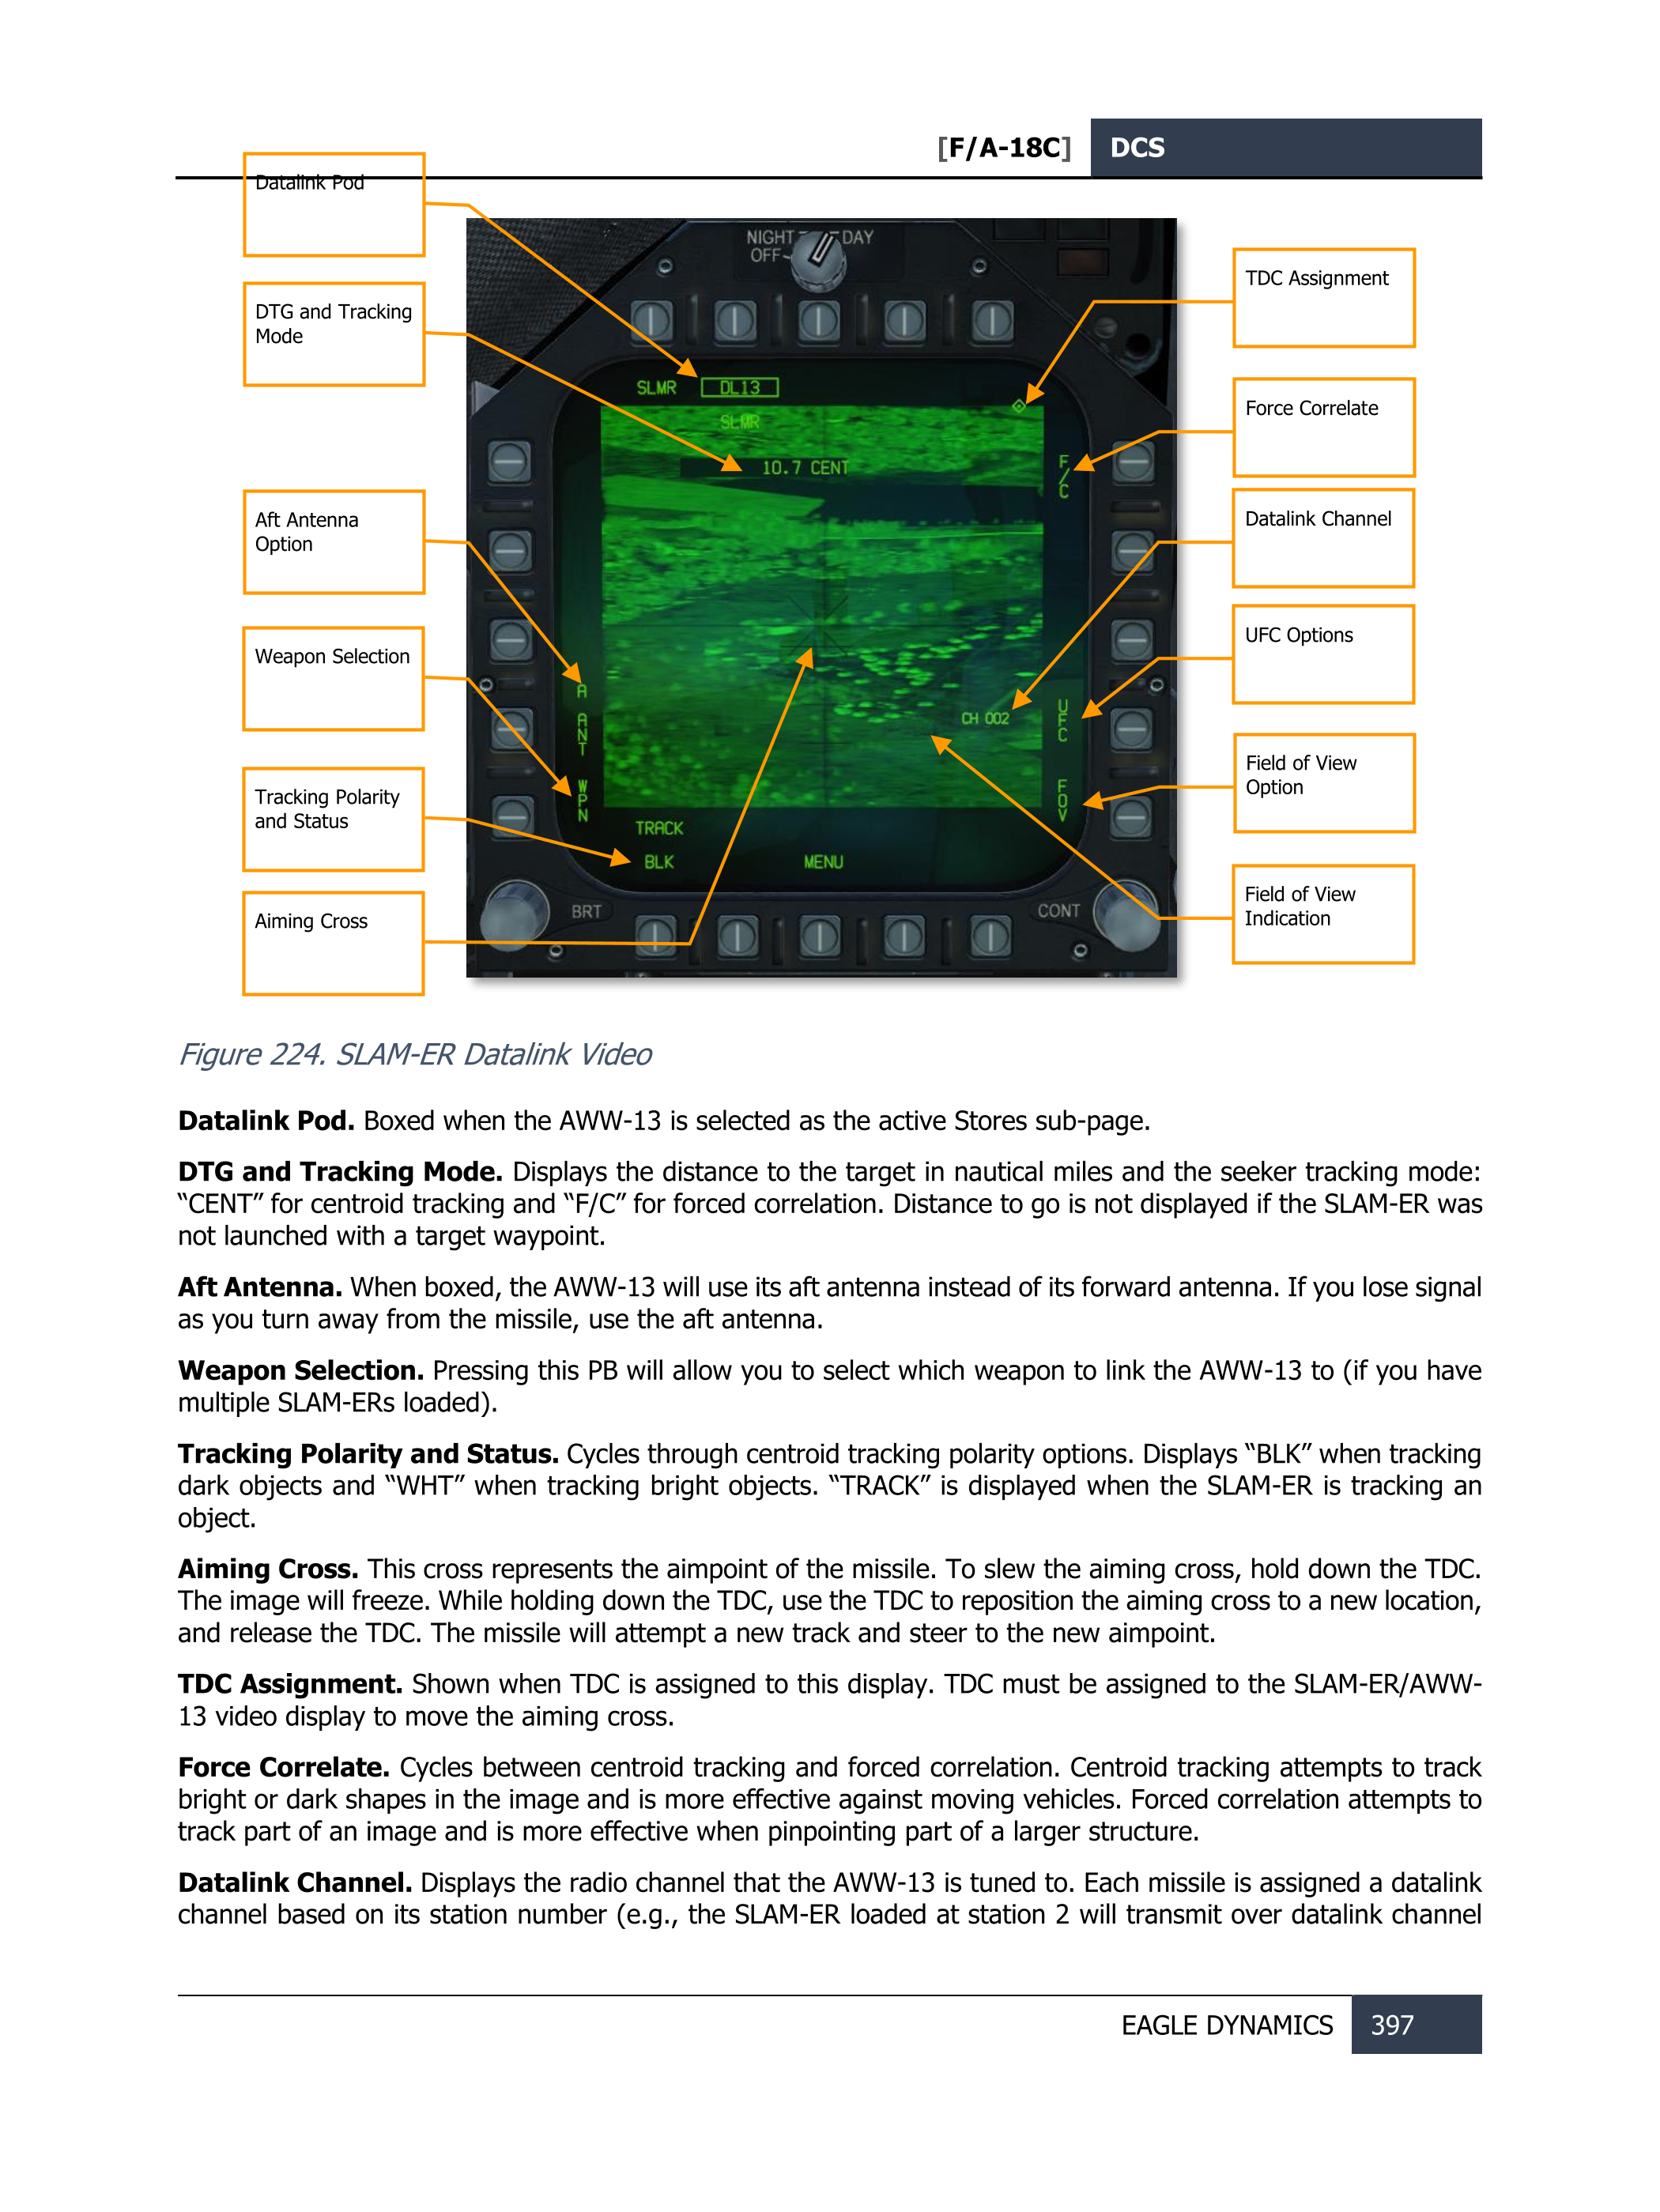 [F/A-18C] DCS
Datalink Pod
DTG and Tracking
Mode
Aft Antenna
Option
Weapon Selection
Tracking Polarity
and Status
Aiming Cross
NIGHT DAY
OFF
SLMR DL13
SLMR
10.7 CENT
F/C
A ANT
CH 002
UFC
WPN
FOV
TRACK
BLK MENU
BRT CONT
TDC Assignment
Force Correlate
Datalink Channel
UFC Options
Field of View
Option
Field of View
Indication
Figure 224. SLAM-ER Datalink Video
Datalink Pod. Boxed when the AWW-13 is selected as the active Stores sub-page.
DTG and Tracking Mode. Displays the distance to the target in nautical miles and the seeker tracking mode:
“CENT” for centroid tracking and “F/C” for forced correlation. Distance to go is not displayed if the SLAM-ER was
not launched with a target waypoint.
Aft Antenna. When boxed, the AWW-13 will use its aft antenna instead of its forward antenna. If you lose signal
as you turn away from the missile, use the aft antenna.
Weapon Selection. Pressing this PB will allow you to select which weapon to link the AWW-13 to (if you have
multiple SLAM-ERs loaded).
Tracking Polarity and Status. Cycles through centroid tracking polarity options. Displays “BLK” when tracking
dark objects and “WHT” when tracking bright objects. “TRACK” is displayed when the SLAM-ER is tracking an
object.
Aiming Cross. This cross represents the aimpoint of the missile. To slew the aiming cross, hold down the TDC.
The image will freeze. While holding down the TDC, use the TDC to reposition the aiming cross to a new location,
and release the TDC. The missile will attempt a new track and steer to the new aimpoint.
TDC Assignment. Shown when TDC is assigned to this display. TDC must be assigned to the SLAM-ER/AWW-
13 video display to move the aiming cross.
Force Correlate. Cycles between centroid tracking and forced correlation. Centroid tracking attempts to track
bright or dark shapes in the image and is more effective against moving vehicles. Forced correlation attempts to
track part of an image and is more effective when pinpointing part of a larger structure.
Datalink Channel. Displays the radio channel that the AWW-13 is tuned to. Each missile is assigned a datalink
channel based on its station number (e.g., the SLAM-ER loaded at station 2 will transmit over datalink channel
EAGLE DYNAMICS 397